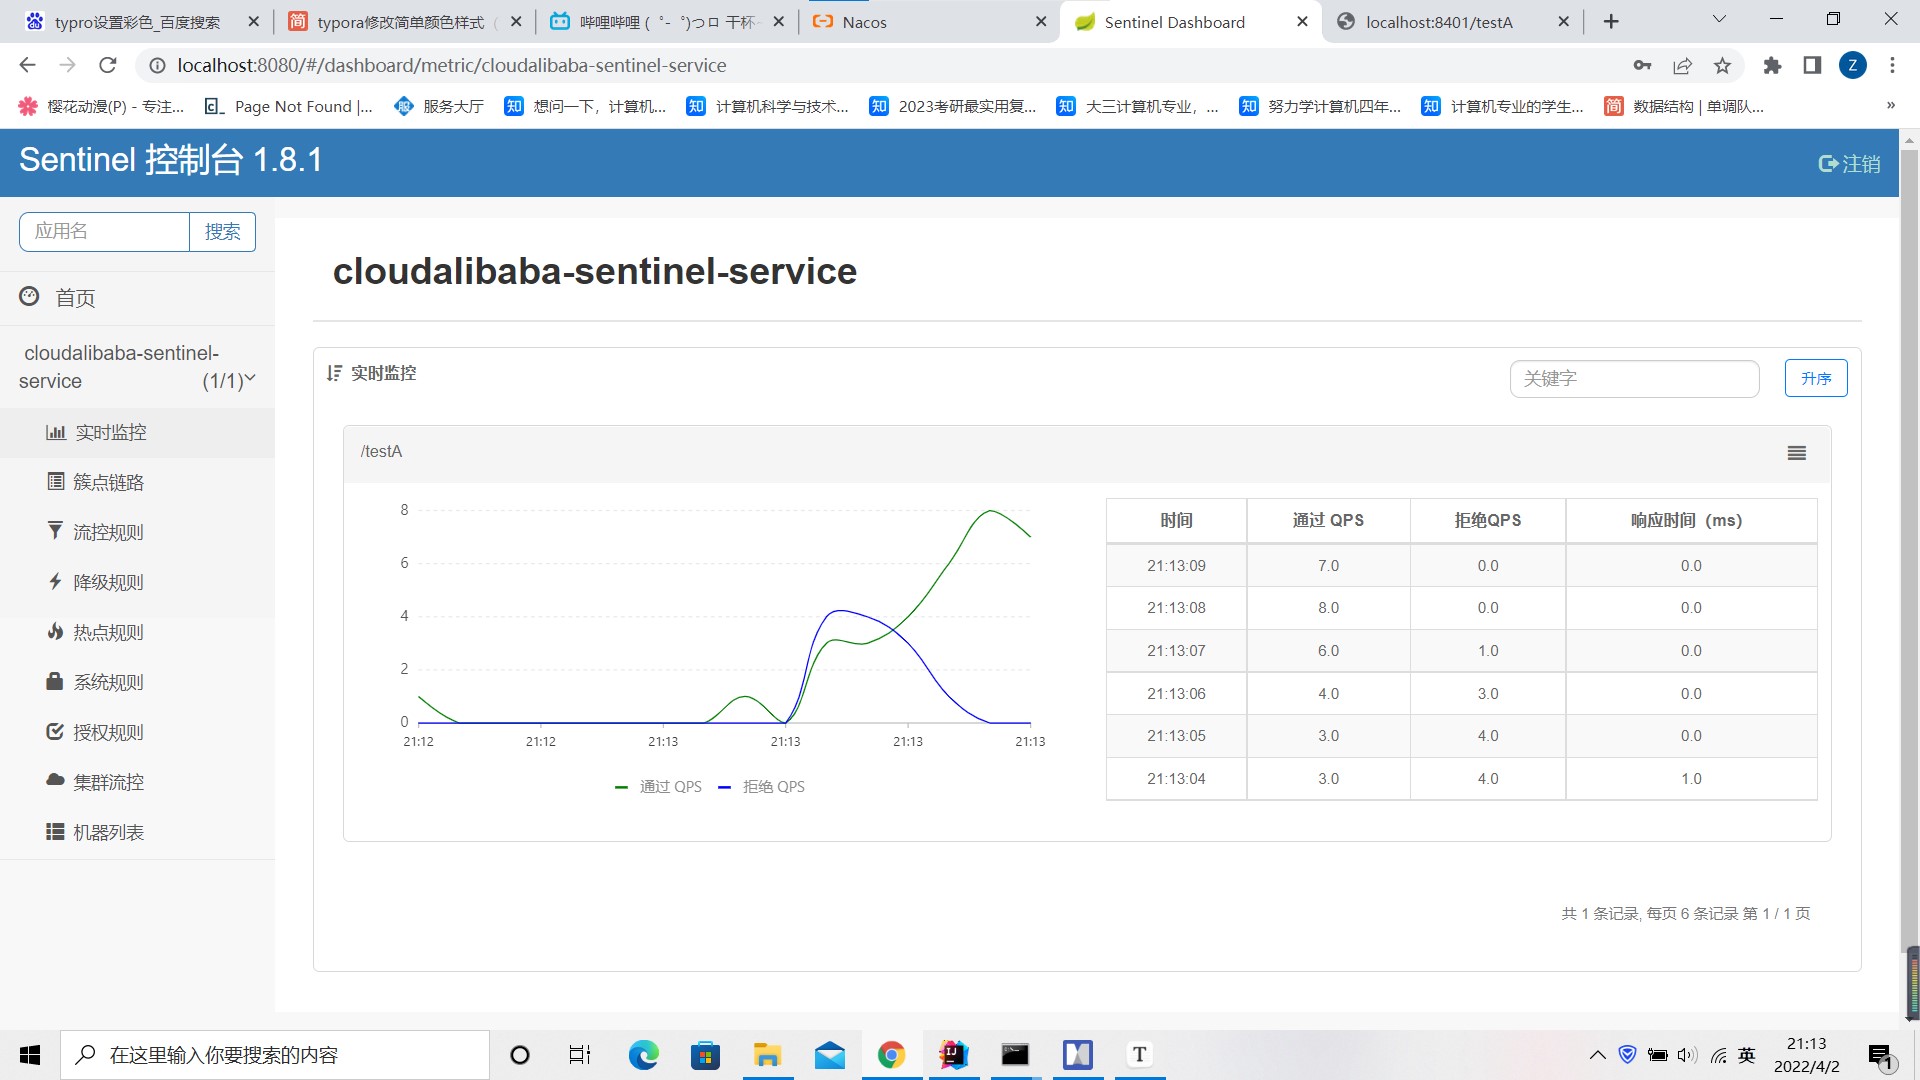 typro设置彩色_百度搜索
typora修改简单颜色样式
哔哩哔哩 (゜-゜)つロ 干杯~
Nacos
Sentinel Dashboard
localhost:8401/testA
localhost:8080/#/dashboard/metric/cloudalibaba-sentinel-service
Z
樱花动漫(P) - 专注...
Page Not Found |...
服务大厅
知 想问一下，计算机...
知 计算机科学与技术...
知 2023考研最实用复...
知 大三计算机专业，...
知 努力学计算机四年...
知 计算机专业的学生...
简 数据结构 | 单调队...
»
Sentinel 控制台 1.8.1
注销
应用名
搜索
首页
cloudalibaba-sentinel-
service (1/1)
实时监控
簇点链路
流控规则
降级规则
热点规则
系统规则
授权规则
集群流控
机器列表
cloudalibaba-sentinel-service
实时监控
关键字
升序
/testA
8
6
4
2
0
21:12 21:12 21:13 21:13 21:13 21:13
通过 QPS 拒绝 QPS
时间 通过 QPS 拒绝QPS 响应时间（ms）
21:13:09 7.0 0.0 0.0
21:13:08 8.0 0.0 0.0
21:13:07 6.0 1.0 0.0
21:13:06 4.0 3.0 0.0
21:13:05 3.0 4.0 0.0
21:13:04 3.0 4.0 1.0
共 1 条记录, 每页 6 条记录 第 1 / 1 页
在这里输入你要搜索的内容
英
21:13
2022/4/2
1